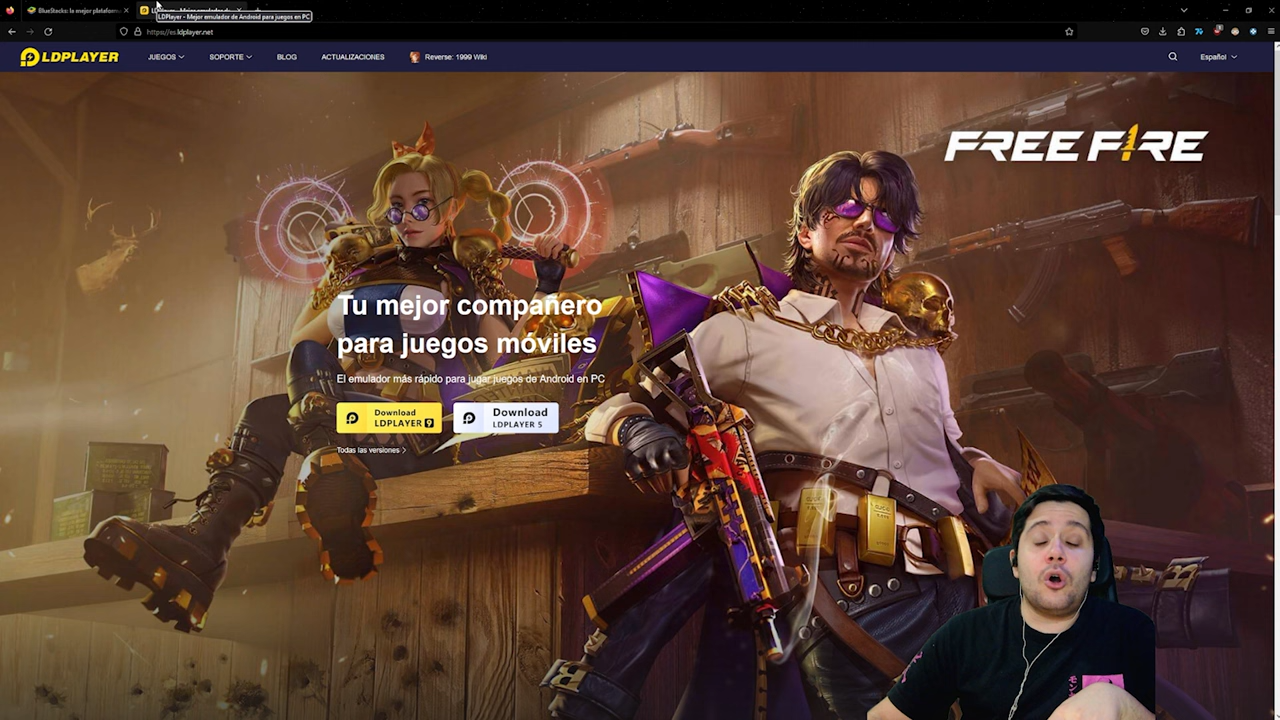 BlueStacks: la mejor plataform
LDPlayer - Mejor emulador de Android para juegos en PC
https://es.ldplayer.net
LDPLAYER
JUEGOS
SOPORTE
BLOG
ACTUALIZACIONES
Reverse: 1999 Wiki
Español
FREE FIRE
Tu mejor compañero
para juegos móviles
El emulador más rápido para jugar juegos de Android en PC
Download
LDPLAYER 9
Download
LDPLAYER 5
Todas las versiones